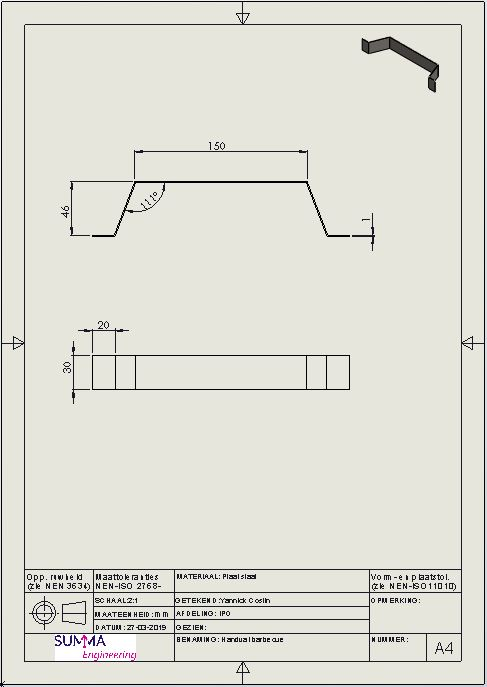 150
46
111°
1
20
30
Opp. ruwheid
(zie NEN 3634)
Maattoleranties
NEN-ISO 2768-
MATERIAAL: Plaatstaal
Vorm-en plaatstol.
(zie NEN-ISO 11010)
SCHAAL:2:1
GETEKEND:Yannick Coslin
OPMERKING:
MAATEENHEID: mm
AFDELING: IPO
DATUM: 27-03-2019
GEZIEN:
SUMMA
Engineering
BENAMING: Handvat barbecue
NUMMER:
A4